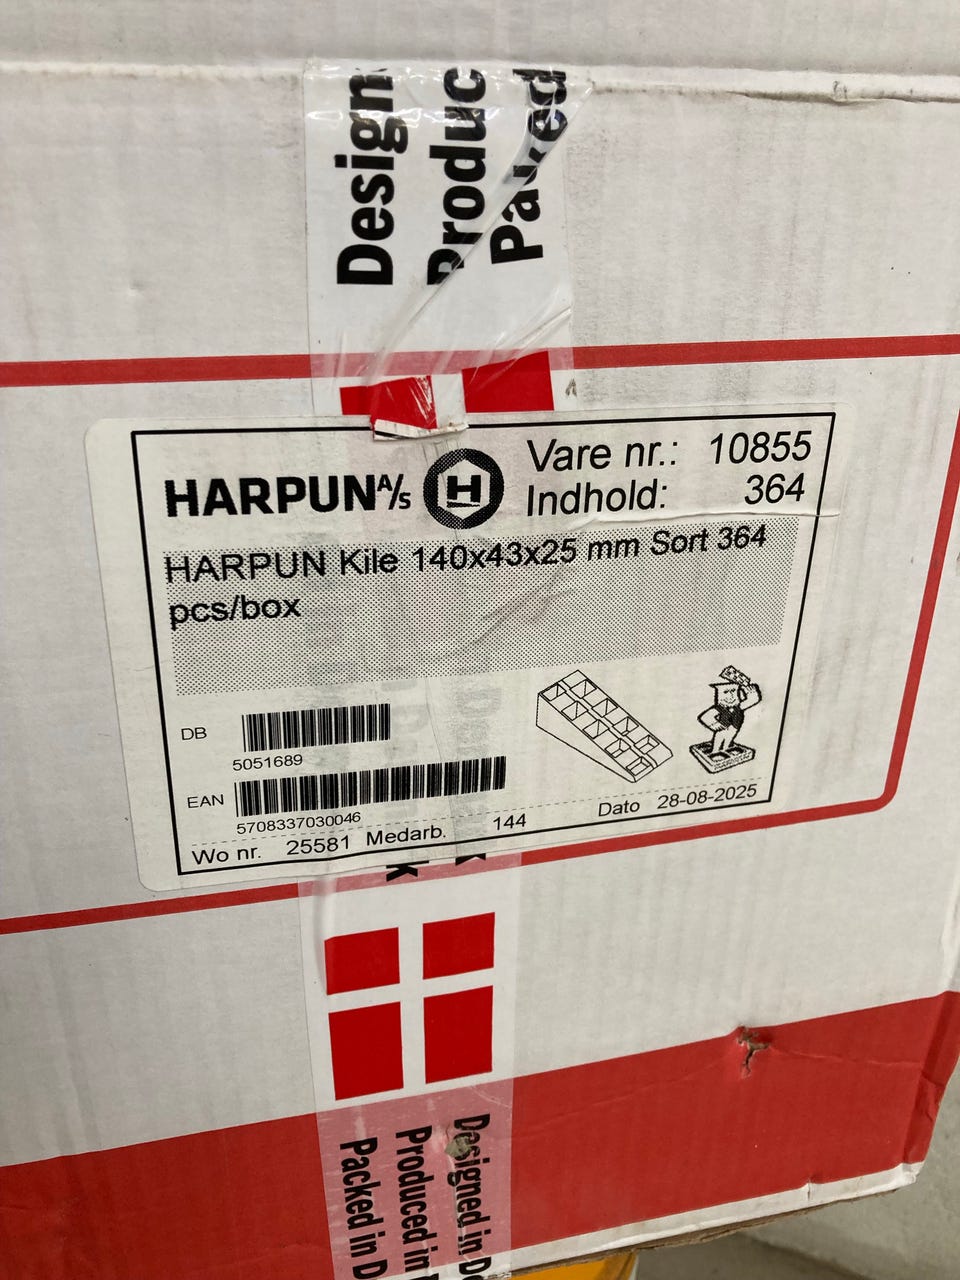 Design
Produc
Packed
HARPUN A/S H
Vare nr.: 10855
Indhold: 364
HARPUN Kile 140x43x25 mm Sort 364
pcs/box
DB
5051689
EAN
5708337030046
Wo nr. 25581 Medarb. 144 Dato 28-08-2025
k
k
Designed in De
Produced in
Packed in D